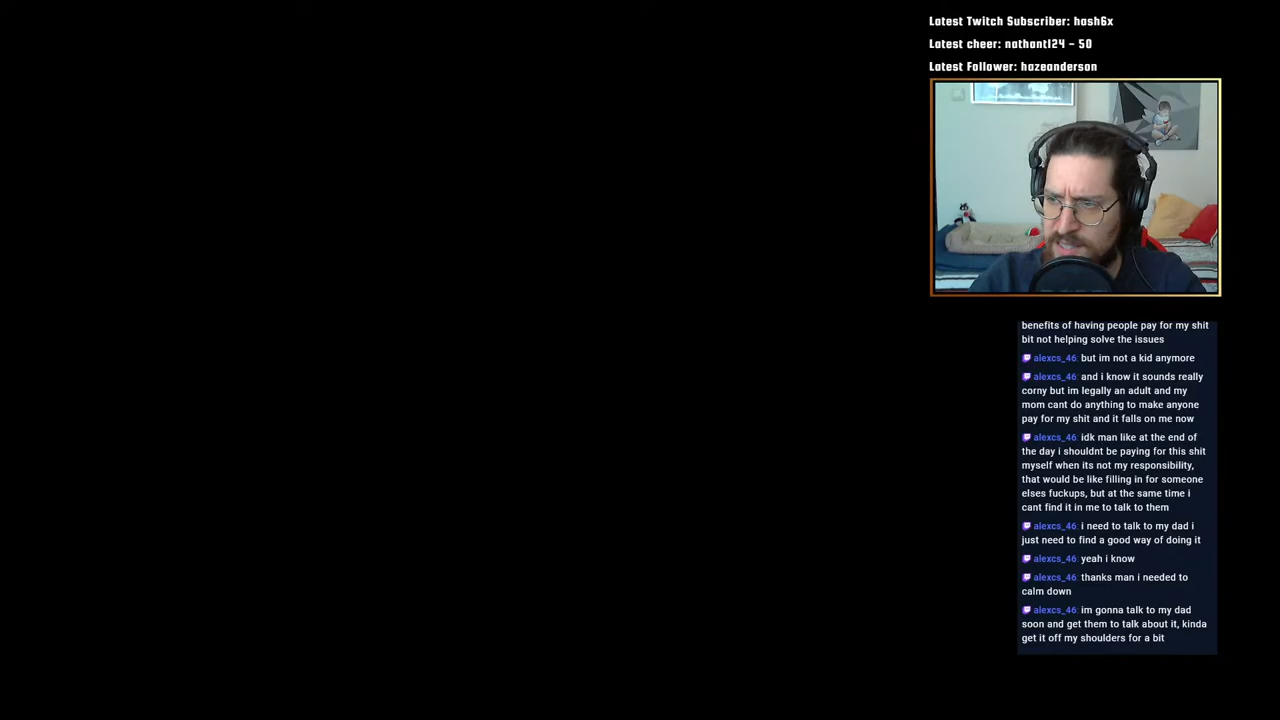 Latest Twitch Subscriber: hash6x
Latest cheer: nathant124 - 50
Latest Follower: hazeanderson
benefits of having people pay for my shit
bit not helping solve the issues
alexcs_46: but im not a kid anymore
alexcs_46: and i know it sounds really
corny but im legally an adult and my
mom cant do anything to make anyone
pay for my shit and it falls on me now
alexcs_46: idk man like at the end of
the day i shouldnt be paying for this shit
myself when its not my responsibility,
that would be like filling in for someone
elses fuckups, but at the same time i
cant find it in me to talk to them
alexcs_46: i need to talk to my dad i
just need to find a good way of doing it
alexcs_46: yeah i know
alexcs_46: thanks man i needed to
calm down
alexcs_46: im gonna talk to my dad
soon and get them to talk about it, kinda
get it off my shoulders for a bit